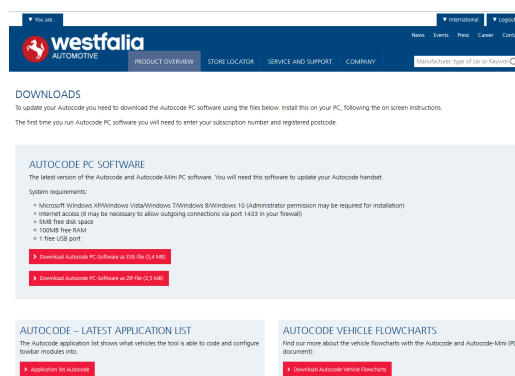 ▼ You are...
▼ International ▼ Logout
News Events Press Career Conta
westfalia
AUTOMOTIVE
PRODUCT OVERVIEW STORE LOCATOR SERVICE AND SUPPORT COMPANY
Manufacturer, type of car or Keywor
DOWNLOADS
To update your Autocode you need to download the Autocode PC software using the files below. Install this on your PC, following the on screen instructions.
The first time you run Autocode PC software you will need to enter your subscription number and registered postcode.
AUTOCODE PC SOFTWARE
The latest version of the Autocode and Autocode-Mini PC software. You will need this software to update your Autocode handset.
System requirements:
Microsoft Windows XP/Windows Vista/Windows 7/Windows 8/Windows 10 (Administrator permission may be required for installation)
Internet access (it may be necessary to allow outgoing connections via port 1433 in your firewall)
5MB free disk space
100MB free RAM
1 free USB port
Download Autocode PC-Software as EXE-file (3,4 MB)
Download Autocode PC-Software as ZIP-file (3,5 MB)
AUTOCODE – LATEST APPLICATION LIST
The Autocode application list shows what vehicles the tool is able to code and configure
towbar modules into.
Application list Autocode
AUTOCODE VEHICLE FLOWCHARTS
Find our more about the vehicle flowcharts with the Autocode and Autocode-Mini (PD
document):
Download Autocode Vehicle Flowcharts